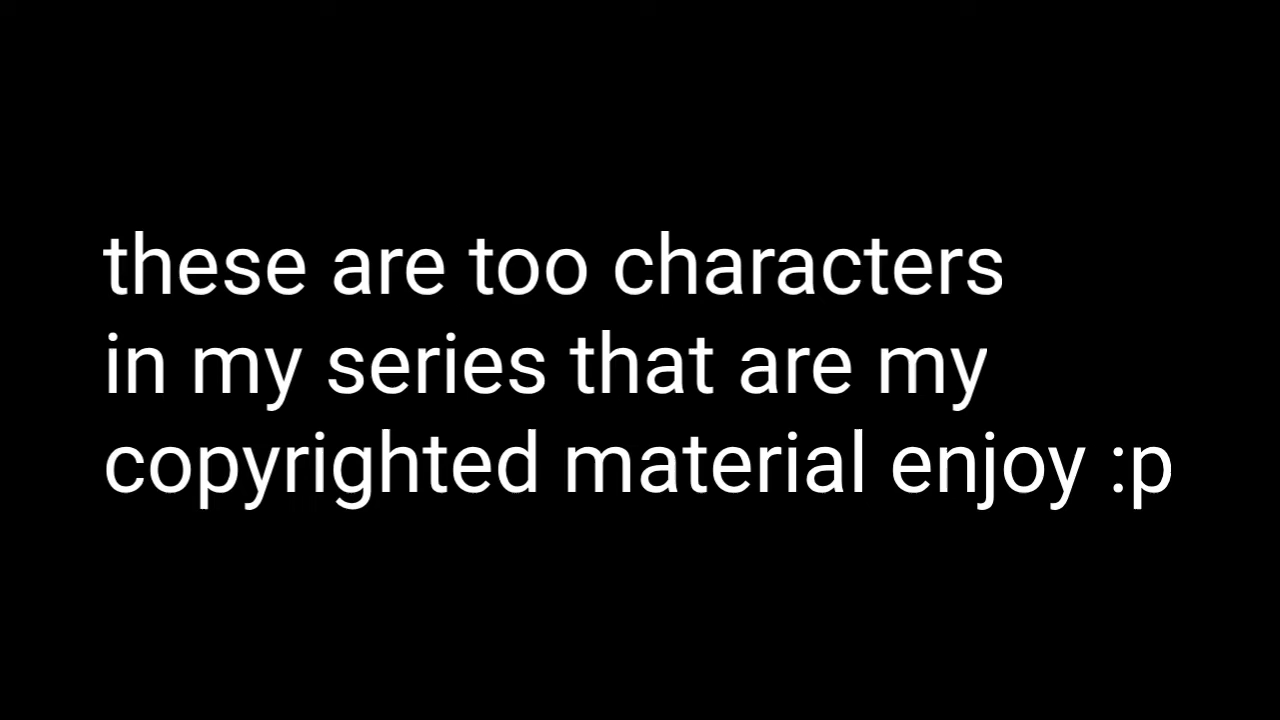 these are too characters
in my series that are my
copyrighted material enjoy :p